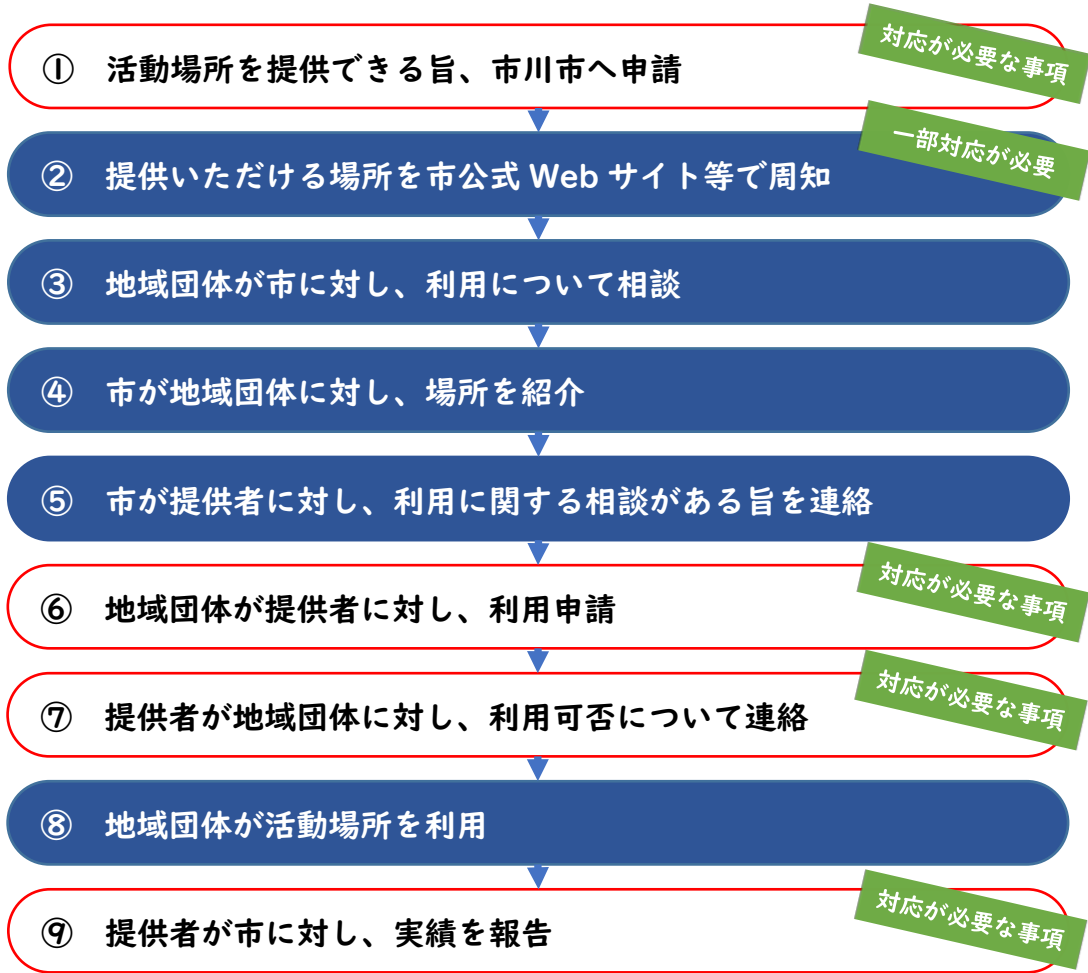 対応が必要な事項
① 活動場所を提供できる旨、市川市へ申請
一部対応が必要
② 提供いただける場所を市公式 Web サイト等で周知
③ 地域団体が市に対し、利用について相談
④ 市が地域団体に対し、場所を紹介
⑤ 市が提供者に対し、利用に関する相談がある旨を連絡
対応が必要な事項
⑥ 地域団体が提供者に対し、利用申請
対応が必要な事項
⑦ 提供者が地域団体に対し、利用可否について連絡
⑧ 地域団体が活動場所を利用
対応が必要な事項
⑨ 提供者が市に対し、実績を報告